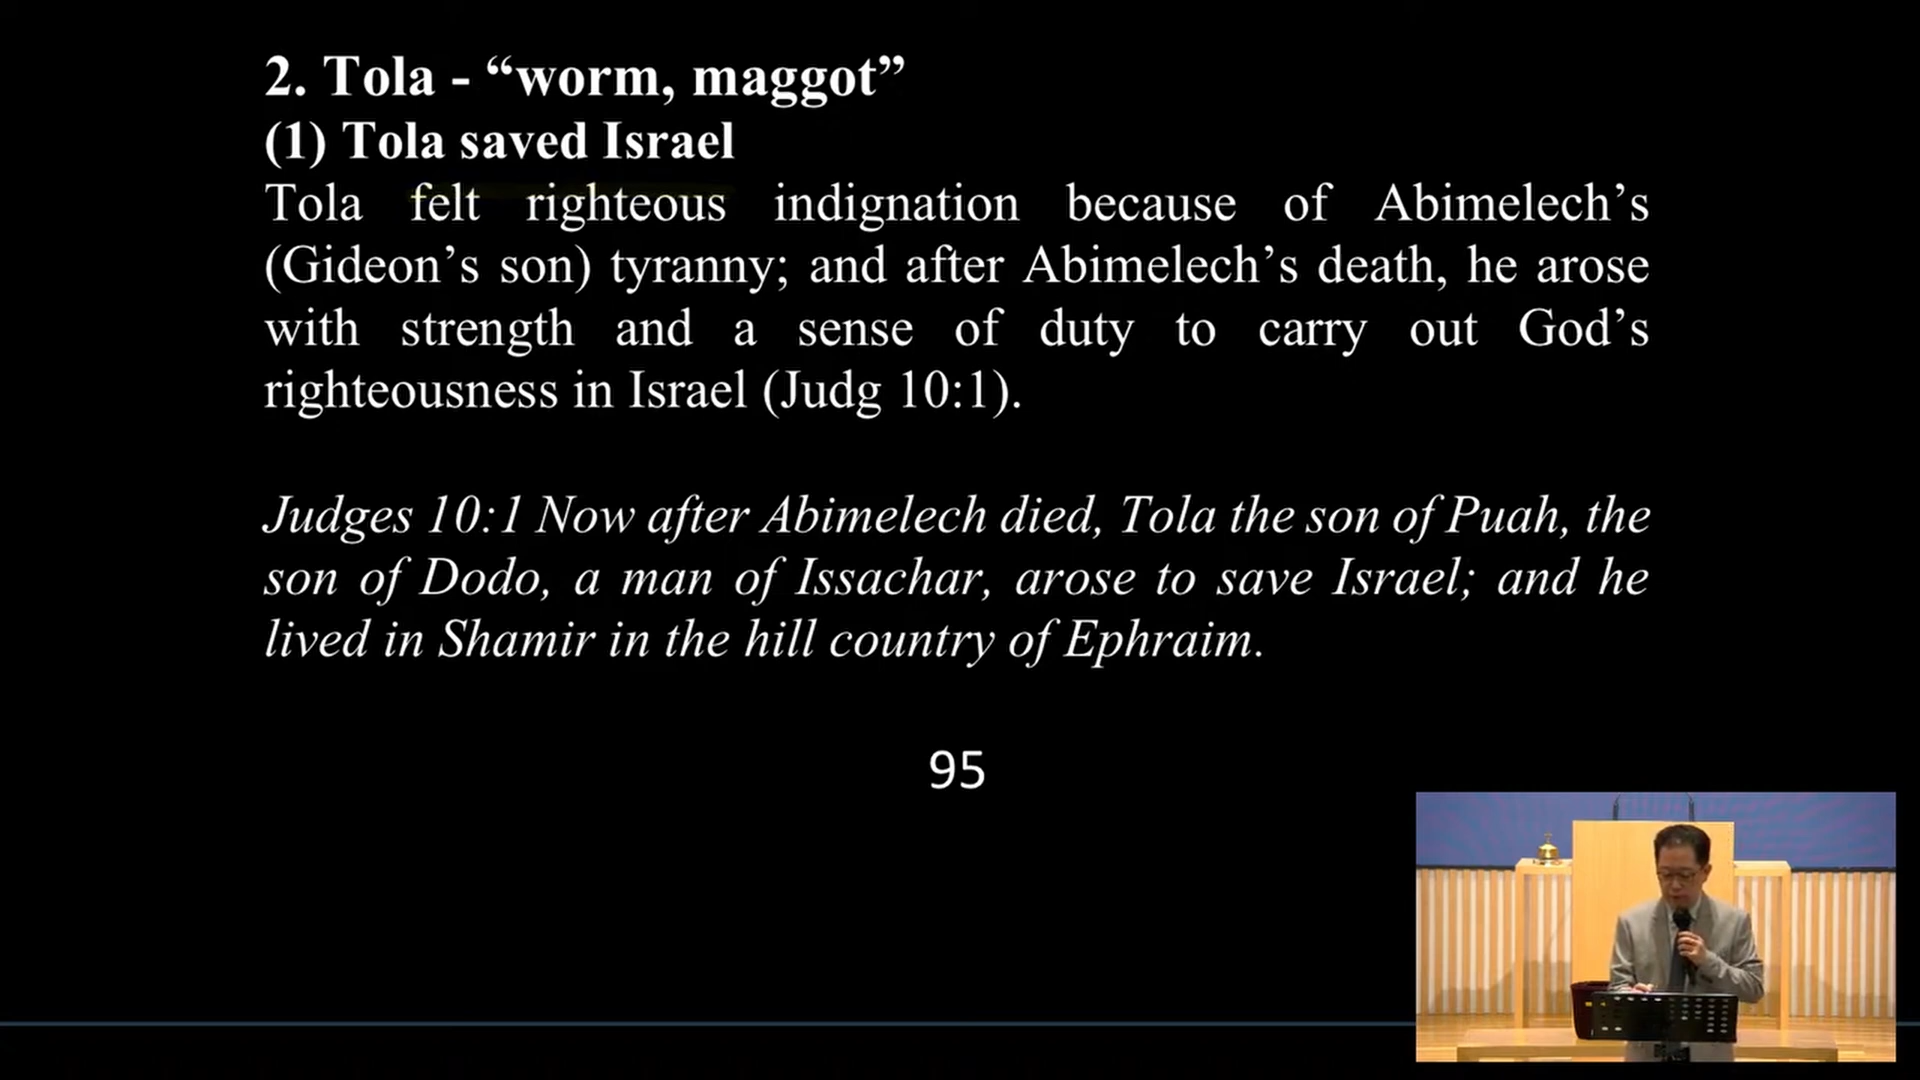 2. Tola - “worm, maggot”
(1) Tola saved Israel
Tola felt righteous indignation because of Abimelech’s
(Gideon’s son) tyranny; and after Abimelech’s death, he arose
with strength and a sense of duty to carry out God’s
righteousness in Israel (Judg 10:1).
Judges 10:1 Now after Abimelech died, Tola the son of Puah, the
son of Dodo, a man of Issachar, arose to save Israel; and he
lived in Shamir in the hill country of Ephraim.
95